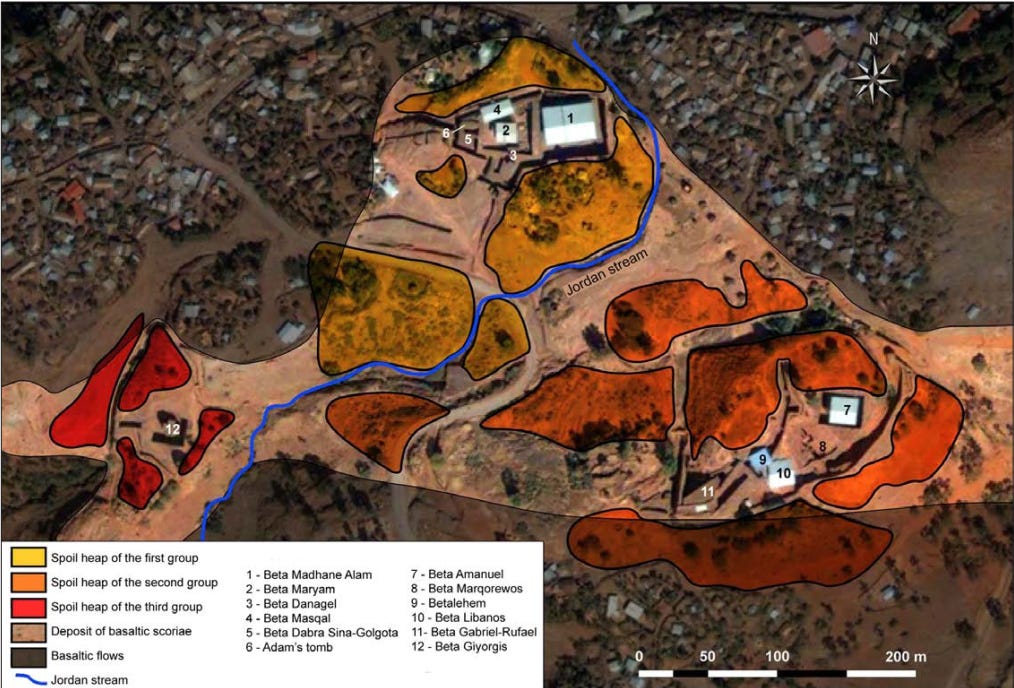 N
4
1
6
5
2
3
Jordan stream
12
7
8
9
10
11
Spoil heap of the first group
Spoil heap of the second group
Spoil heap of the third group
Deposit of basaltic scoriae
Basaltic flows
Jordan stream
1 - Beta Madhane Alam
2 - Beta Maryam
3 - Beta Danagel
4 - Beta Masqal
5 - Beta Dabra Sina-Golgota
6 - Adam's tomb
7 - Beta Amanuel
8 - Beta Marqorewos
9 - Betalehem
10 - Beta Libanos
11- Beta Gabriel-Rufael
12 - Beta Giyorgis
0 50 100 200 m